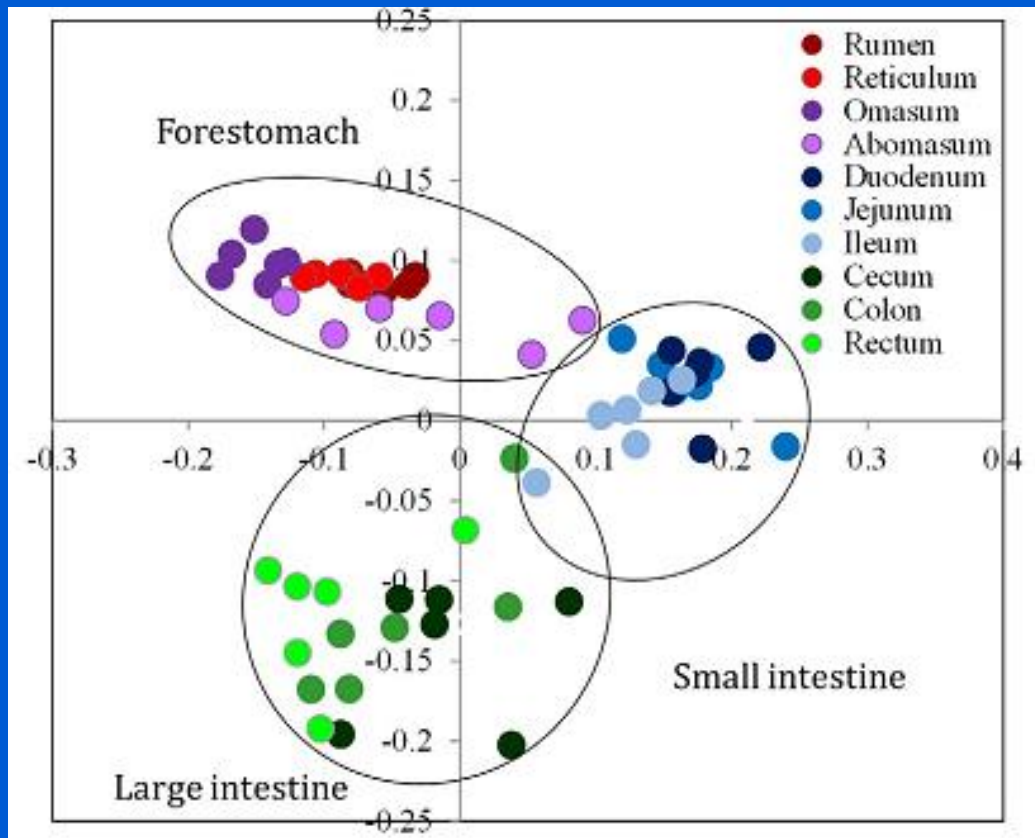 0.25
Rumen
0.2
Reticulum
Forestomach
Omasum
Abomasum
0.15
Duodenum
Jejunum
0.1
Ileum
Cecum
0.05
Colon
Rectum
0
-0.3 -0.2 -0.1 0 0.1 0.2 0.3 0.4
-0.05
-0.1
-0.15
Small intestine
-0.2
Large intestine
-0.25